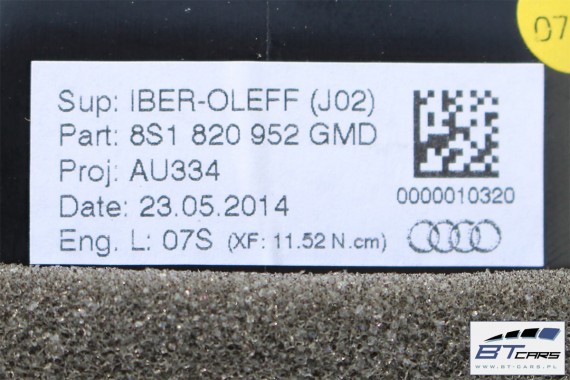 07
Sup: IBER-OLEFF (J02)
Part: 8S1 820 952 GMD
Proj: AU334
0000010320
Date: 23.05.2014
Eng. L: 07S (XF: 11.52 N.cm)
BT CARS
WWW.BT-CARS.PL